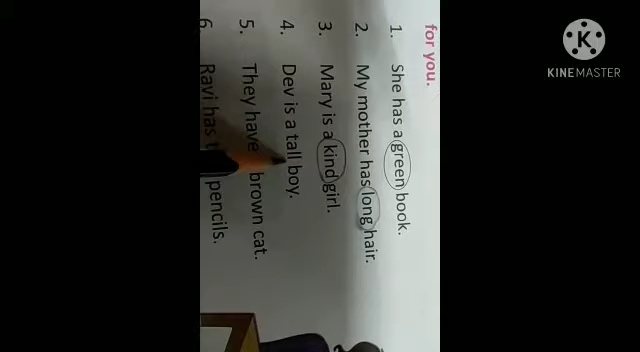 for you.
1. She has a green book.
2. My mother has long hair.
3. Mary is a kind girl.
4. Dev is a tall boy.
5. They have brown cat.
6. Ravi has pencils.
KINEMASTER